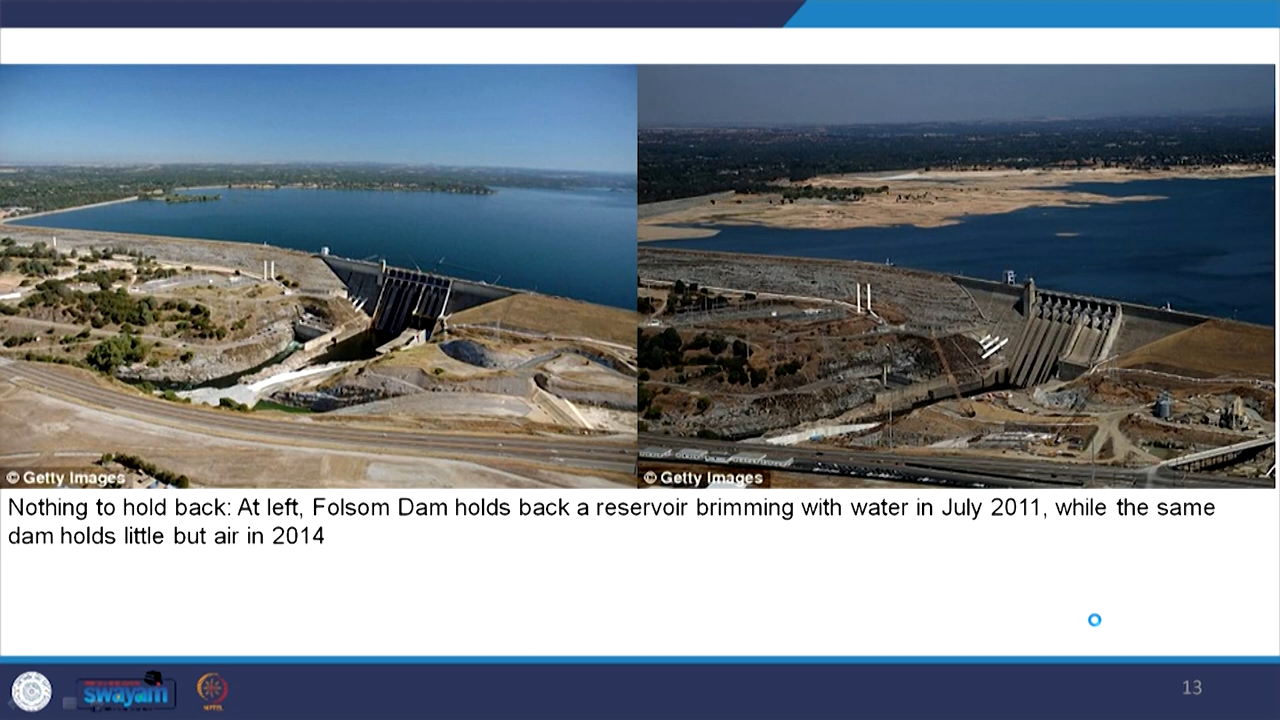 © Getty Images
© Getty Images
Nothing to hold back: At left, Folsom Dam holds back a reservoir brimming with water in July 2011, while the same
dam holds little but air in 2014
swayam
13